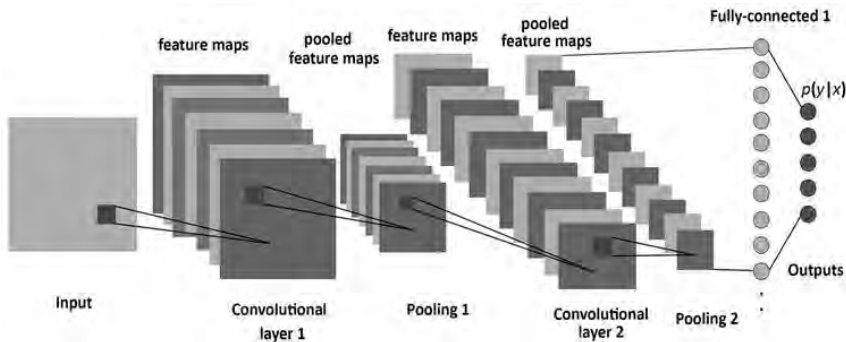 Fully-connected 1
feature maps
pooled
feature maps
feature maps
pooled
feature maps
p(y|x)
Input
Convolutional
layer 1
Pooling 1
Convolutional
layer 2
Pooling 2
Outputs